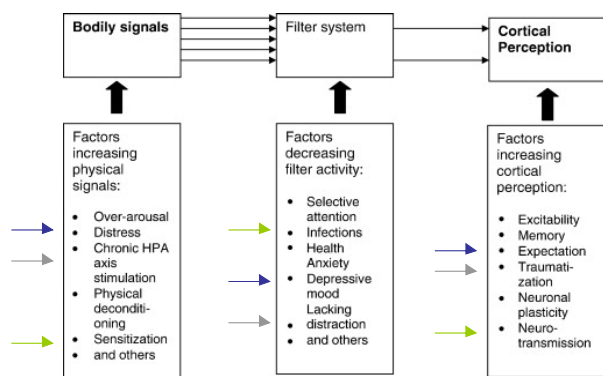 Bodily signals
Filter system
Cortical
Perception
Factors
increasing
physical
signals:
• Over-arousal
• Distress
• Chronic HPA
axis
stimulation
• Physical
deconditi-
oning
• Sensitization
• and others
Factors
decreasing
filter activity:
• Selective
attention
• Infections
• Health
Anxiety
• Depressive
mood
Lacking
• distraction
• and others
Factors
increasing
cortical
perception:
• Excitability
• Memory
• Expectation
• Traumati-
zation
• Neuronal
plasticity
• Neuro-
transmission